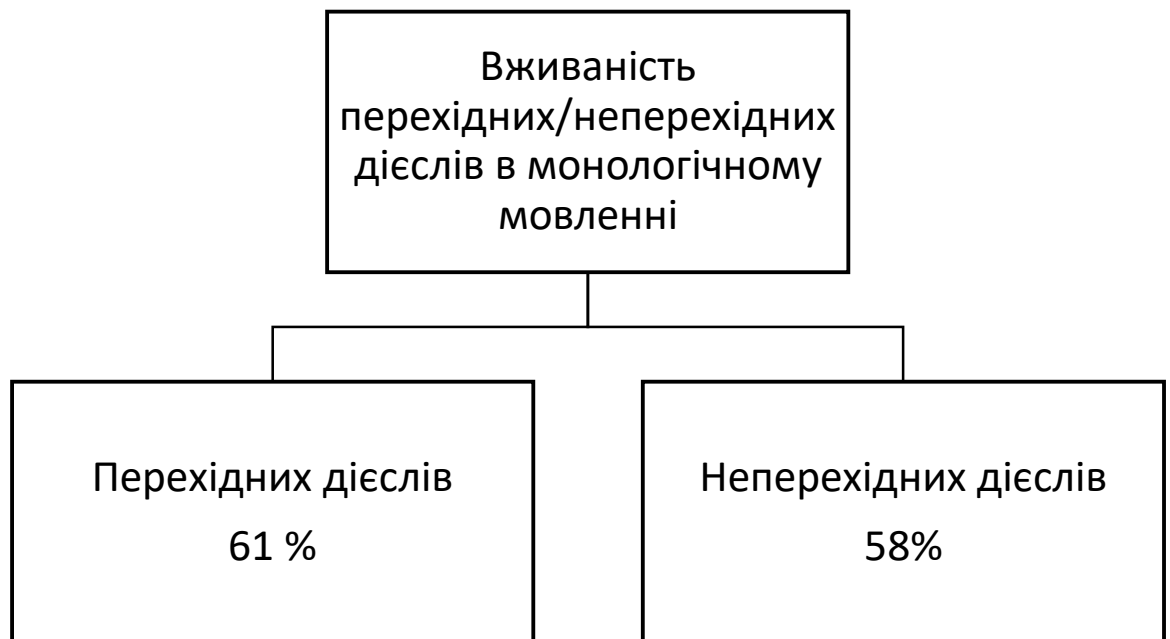 Вживаність
перехідних/неперехідних
дієслів в монологічному
мовленні
Перехідних дієслів
61 %
Неперехідних дієслів
58%